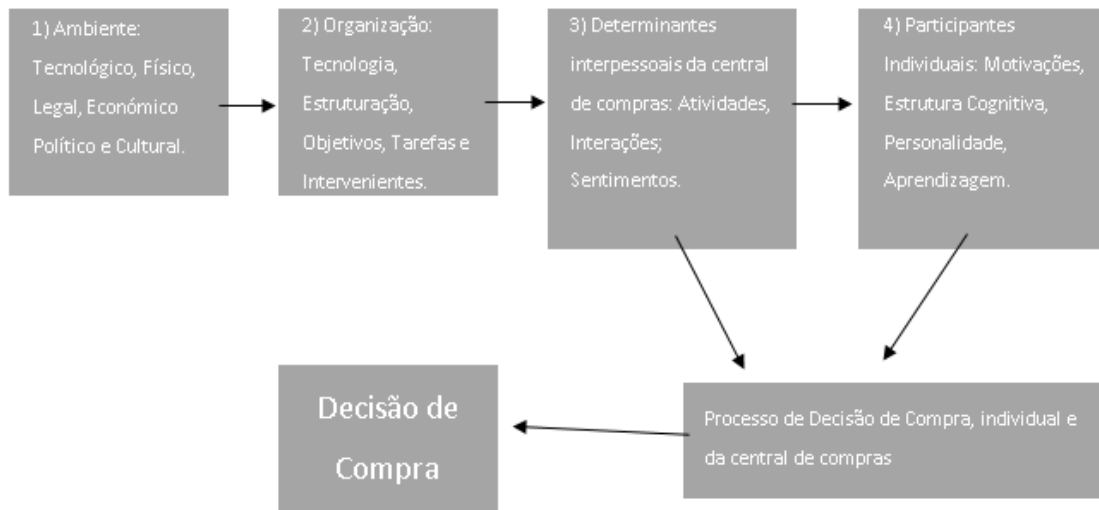 1) Ambiente:
Tecnológico, Físico,
Legal, Económico
Político e Cultural.
2) Organização:
Tecnologia,
Estruturação,
Objetivos, Tarefas e
Intervenientes.
3) Determinantes
interpessoais da central
de compras: Atividades,
Interações;
Sentimentos.
4) Participantes
Individuais: Motivações,
Estrutura Cognitiva,
Personalidade,
Aprendizagem.
Processo de Decisão de Compra, individual e
da central de compras
Decisão de
Compra